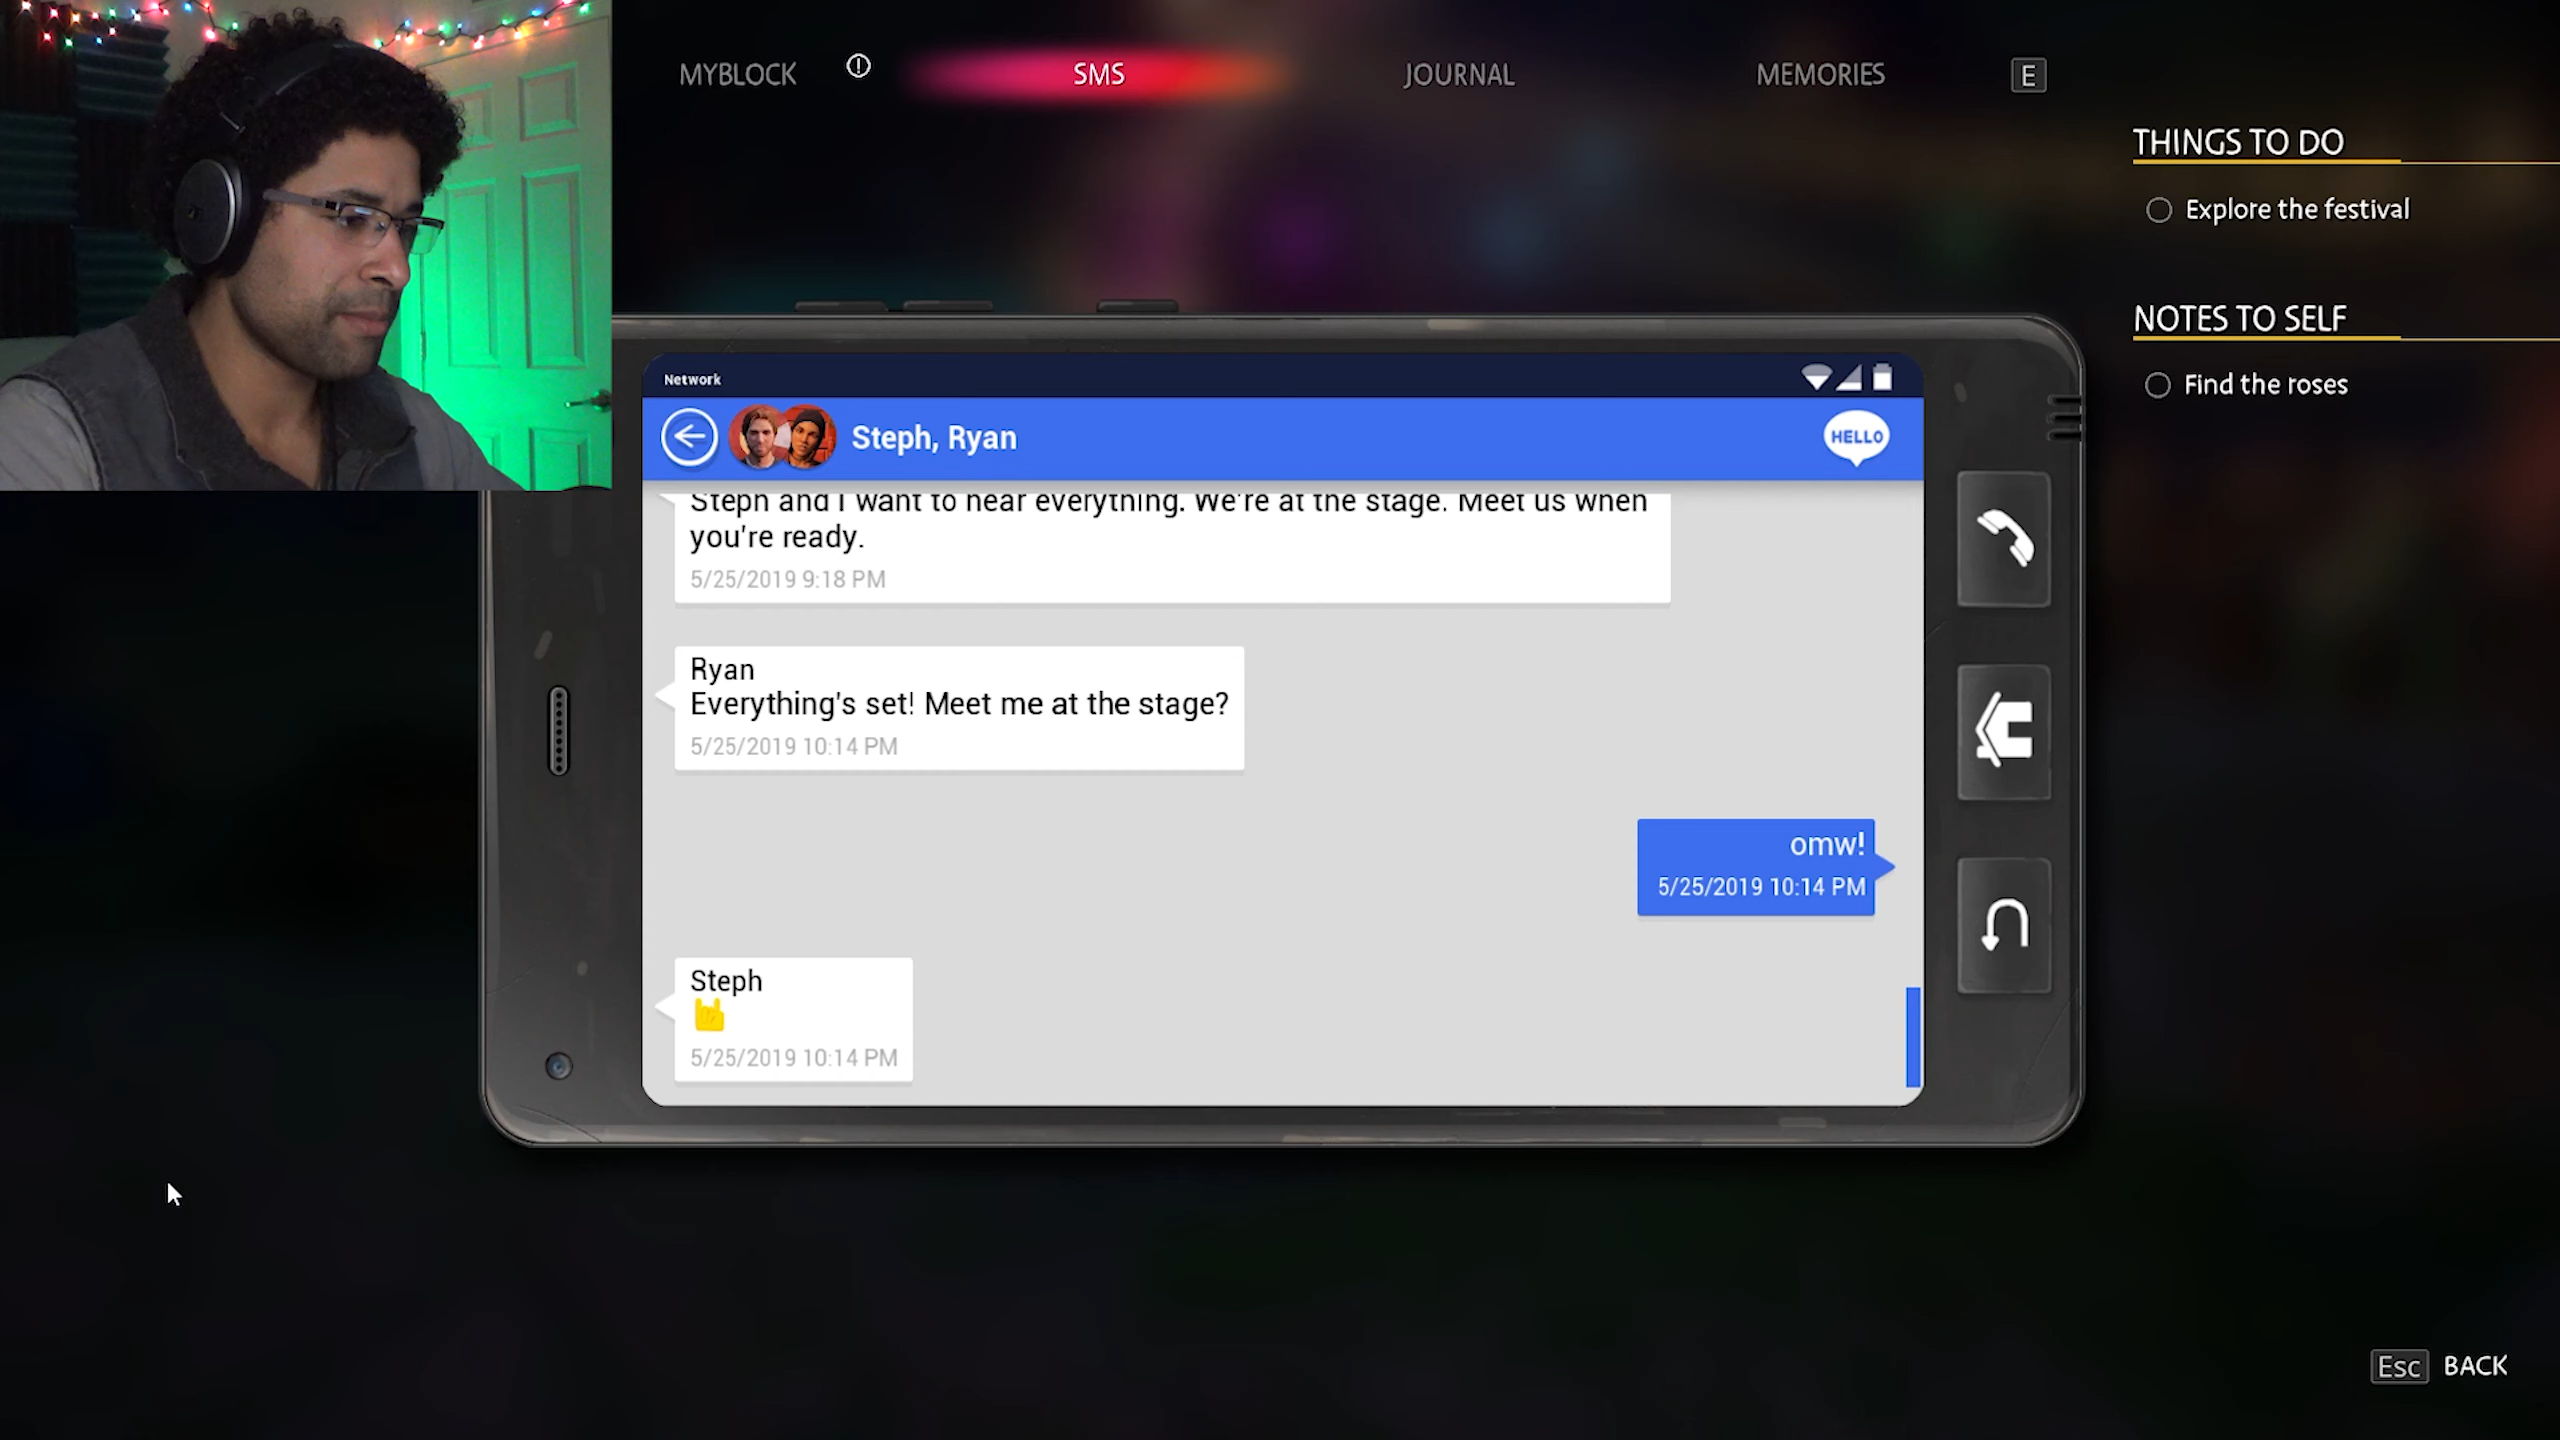 MYBLOCK
SMS
JOURNAL
MEMORIES
E
THINGS TO DO
Explore the festival
NOTES TO SELF
Find the roses
Network
Steph, Ryan
HELLO
Steph and I want to hear everything. We're at the stage. Meet us when
you're ready.
5/25/2019 9:18 PM
Ryan
Everything's set! Meet me at the stage?
5/25/2019 10:14 PM
omw!
5/25/2019 10:14 PM
Steph
🤘
5/25/2019 10:14 PM
Esc BACK